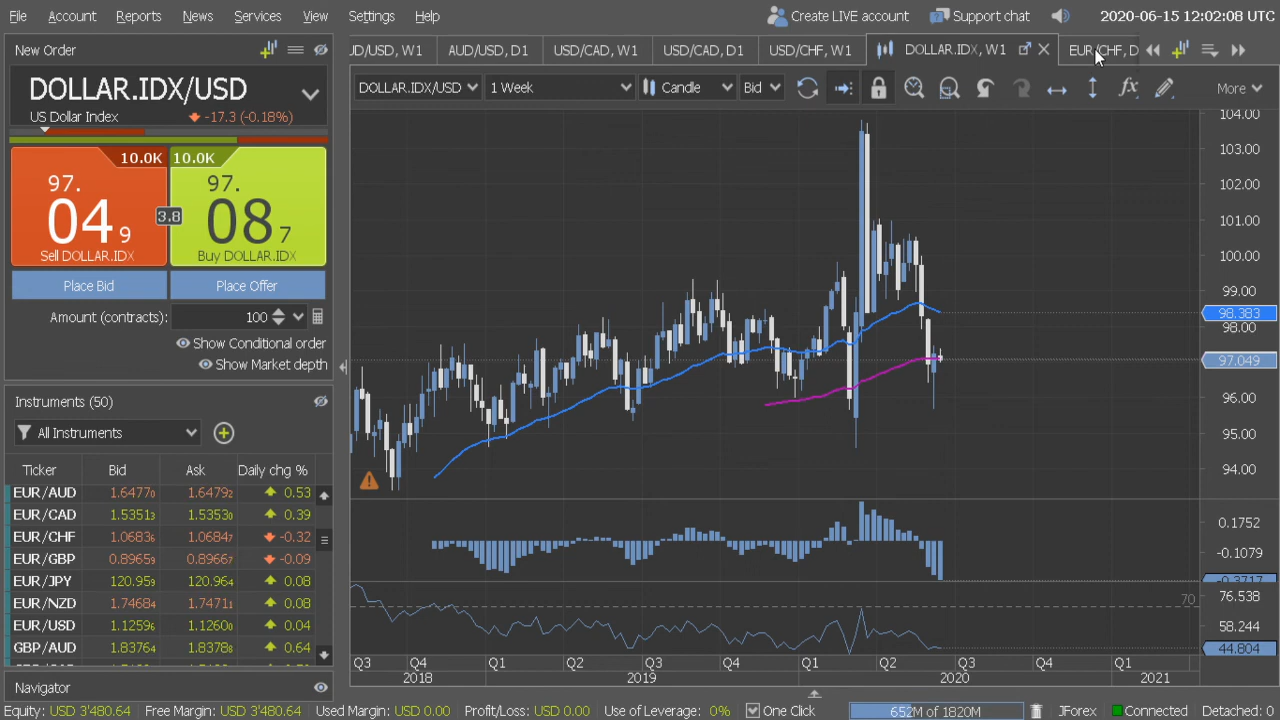 File Account Reports News Services View Settings Help Create LIVE account Support chat 2020-06-15 12:02:08 UTC
New Order JD/USD, W1 AUD/USD, D1 USD/CAD, W1 USD/CAD, D1 USD/CHF, W1 DOLLAR.IDX, W1 EUR/CHF, D
DOLLAR.IDX/USD
US Dollar Index -17.3 (-0.18%)
DOLLAR.IDX/USD 1 Week Candle Bid fx More
10.0K 10.0K
97. 04 9 3.8 97. 08 7
Sell DOLLAR.IDX Buy DOLLAR.IDX
Place Bid Place Offer
Amount (contracts): 100
Show Conditional order
Show Market depth
Instruments (50)
All Instruments
Ticker Bid Ask Daily chg %
EUR/AUD 1.64770 1.64792 0.53
EUR/CAD 1.53513 1.53530 0.39
EUR/CHF 1.06836 1.06847 -0.32
EUR/GBP 0.89659 0.89667 -0.09
EUR/JPY 120.959 120.964 0.08
EUR/NZD 1.74684 1.74711 0.08
EUR/USD 1.12596 1.12600 0.04
GBP/AUD 1.83764 1.83788 0.64
Navigator
104.00
103.00
102.00
101.00
100.00
99.00
98.383
98.00
97.049
96.00
95.00
94.00
0.1752
-0.1079
-0.3717
76.538
70
58.244
44.804
Q3 Q4 Q1 Q2 Q3 Q4 Q1 Q2 Q3 Q4 Q1
2018 2019 2020 2021
Equity: USD 3'480.64 Free Margin: USD 3'480.64 Used Margin: USD 0.00 Profit/Loss: USD 0.00 Use of Leverage: 0% One Click 652M of 1820M JForex Connected Detached: 0